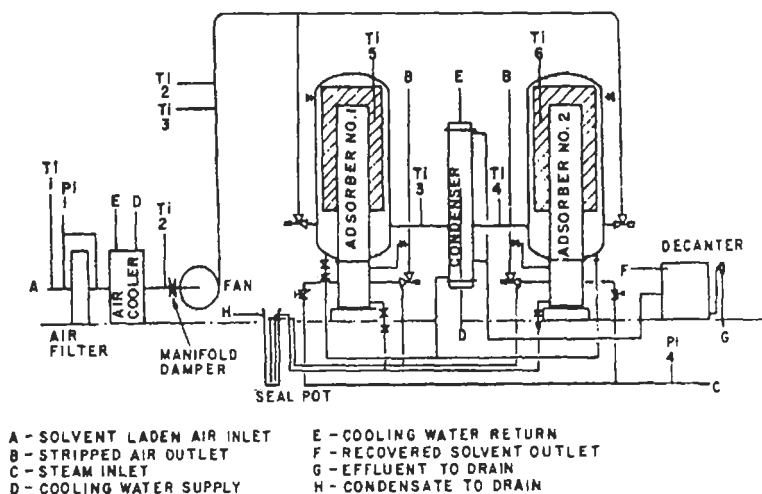 Ti
5
Ti
6
Ti
2
B
E
B
Ti
3
ADSORBER NO.1
CONDENSER
ADSORBER NO. 2
Ti
Pi
Ti
3
Ti
4
E
D
Ti
2
DECANTER
F
A
AIR
COOLER
FAN
H
D
G
AIR
FILTER
MANIFOLD
DAMPER
Pi
4
SEAL POT
C
A - SOLVENT LADEN AIR INLET
B - STRIPPED AIR OUTLET
C - STEAM INLET
D - COOLING WATER SUPPLY
E - COOLING WATER RETURN
F - RECOVERED SOLVENT OUTLET
G - EFFLUENT TO DRAIN
H - CONDENSATE TO DRAIN